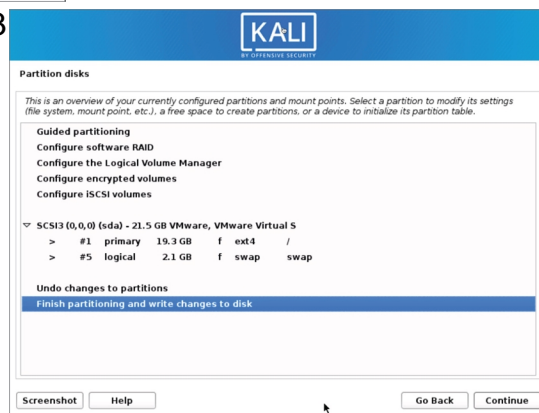 3
KALI
BY OFFENSIVE SECURITY
Partition disks
This is an overview of your currently configured partitions and mount points. Select a partition to modify its settings
(file system, mount point, etc.), a free space to create partitions, or a device to initialize its partition table.
Guided partitioning
Configure software RAID
Configure the Logical Volume Manager
Configure encrypted volumes
Configure iSCSI volumes
SCSI3 (0,0,0) (sda) - 21.5 GB VMware, VMware Virtual S
> #1 primary 19.3 GB f ext4 /
> #5 logical 2.1 GB f swap swap
Undo changes to partitions
Finish partitioning and write changes to disk
Screenshot Help Go Back Continue